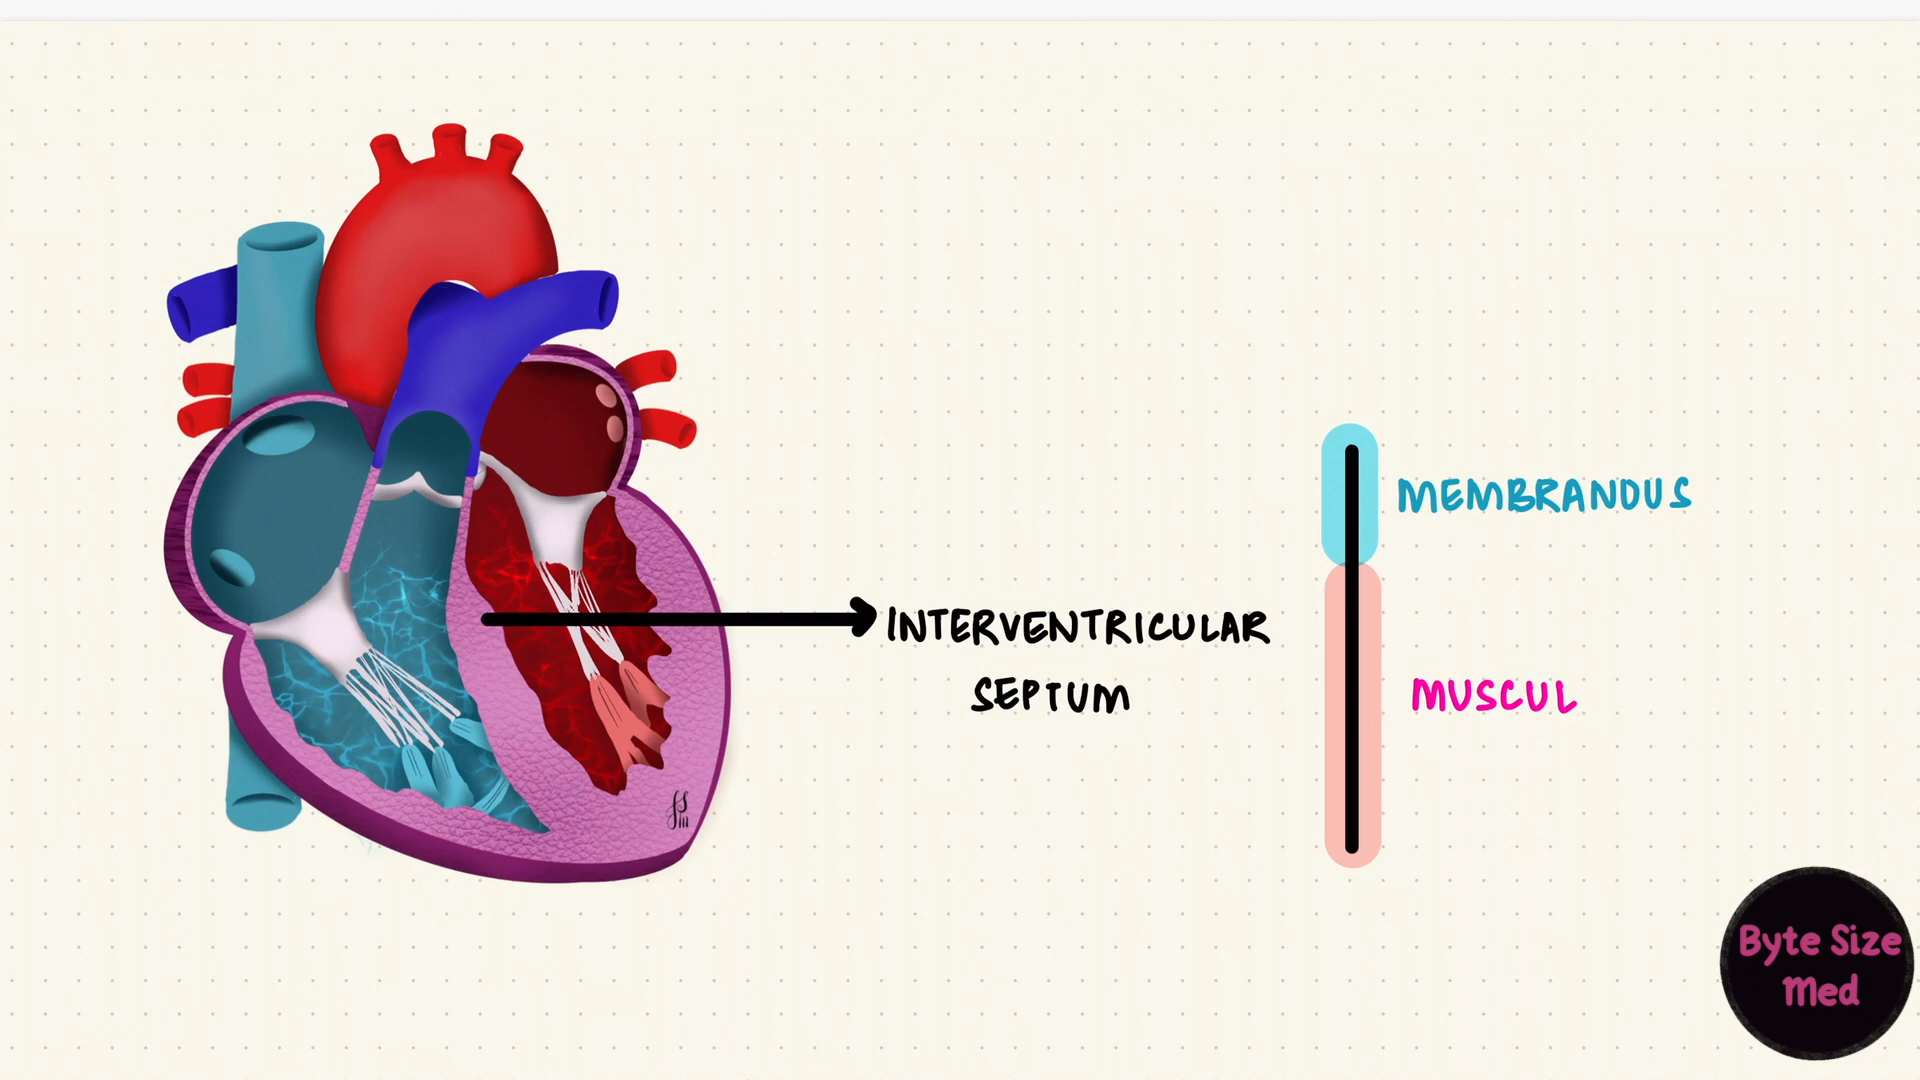 MEMBRANOUS
INTERVENTRICULAR
SEPTUM
MUSCUL
Byte Size
Med